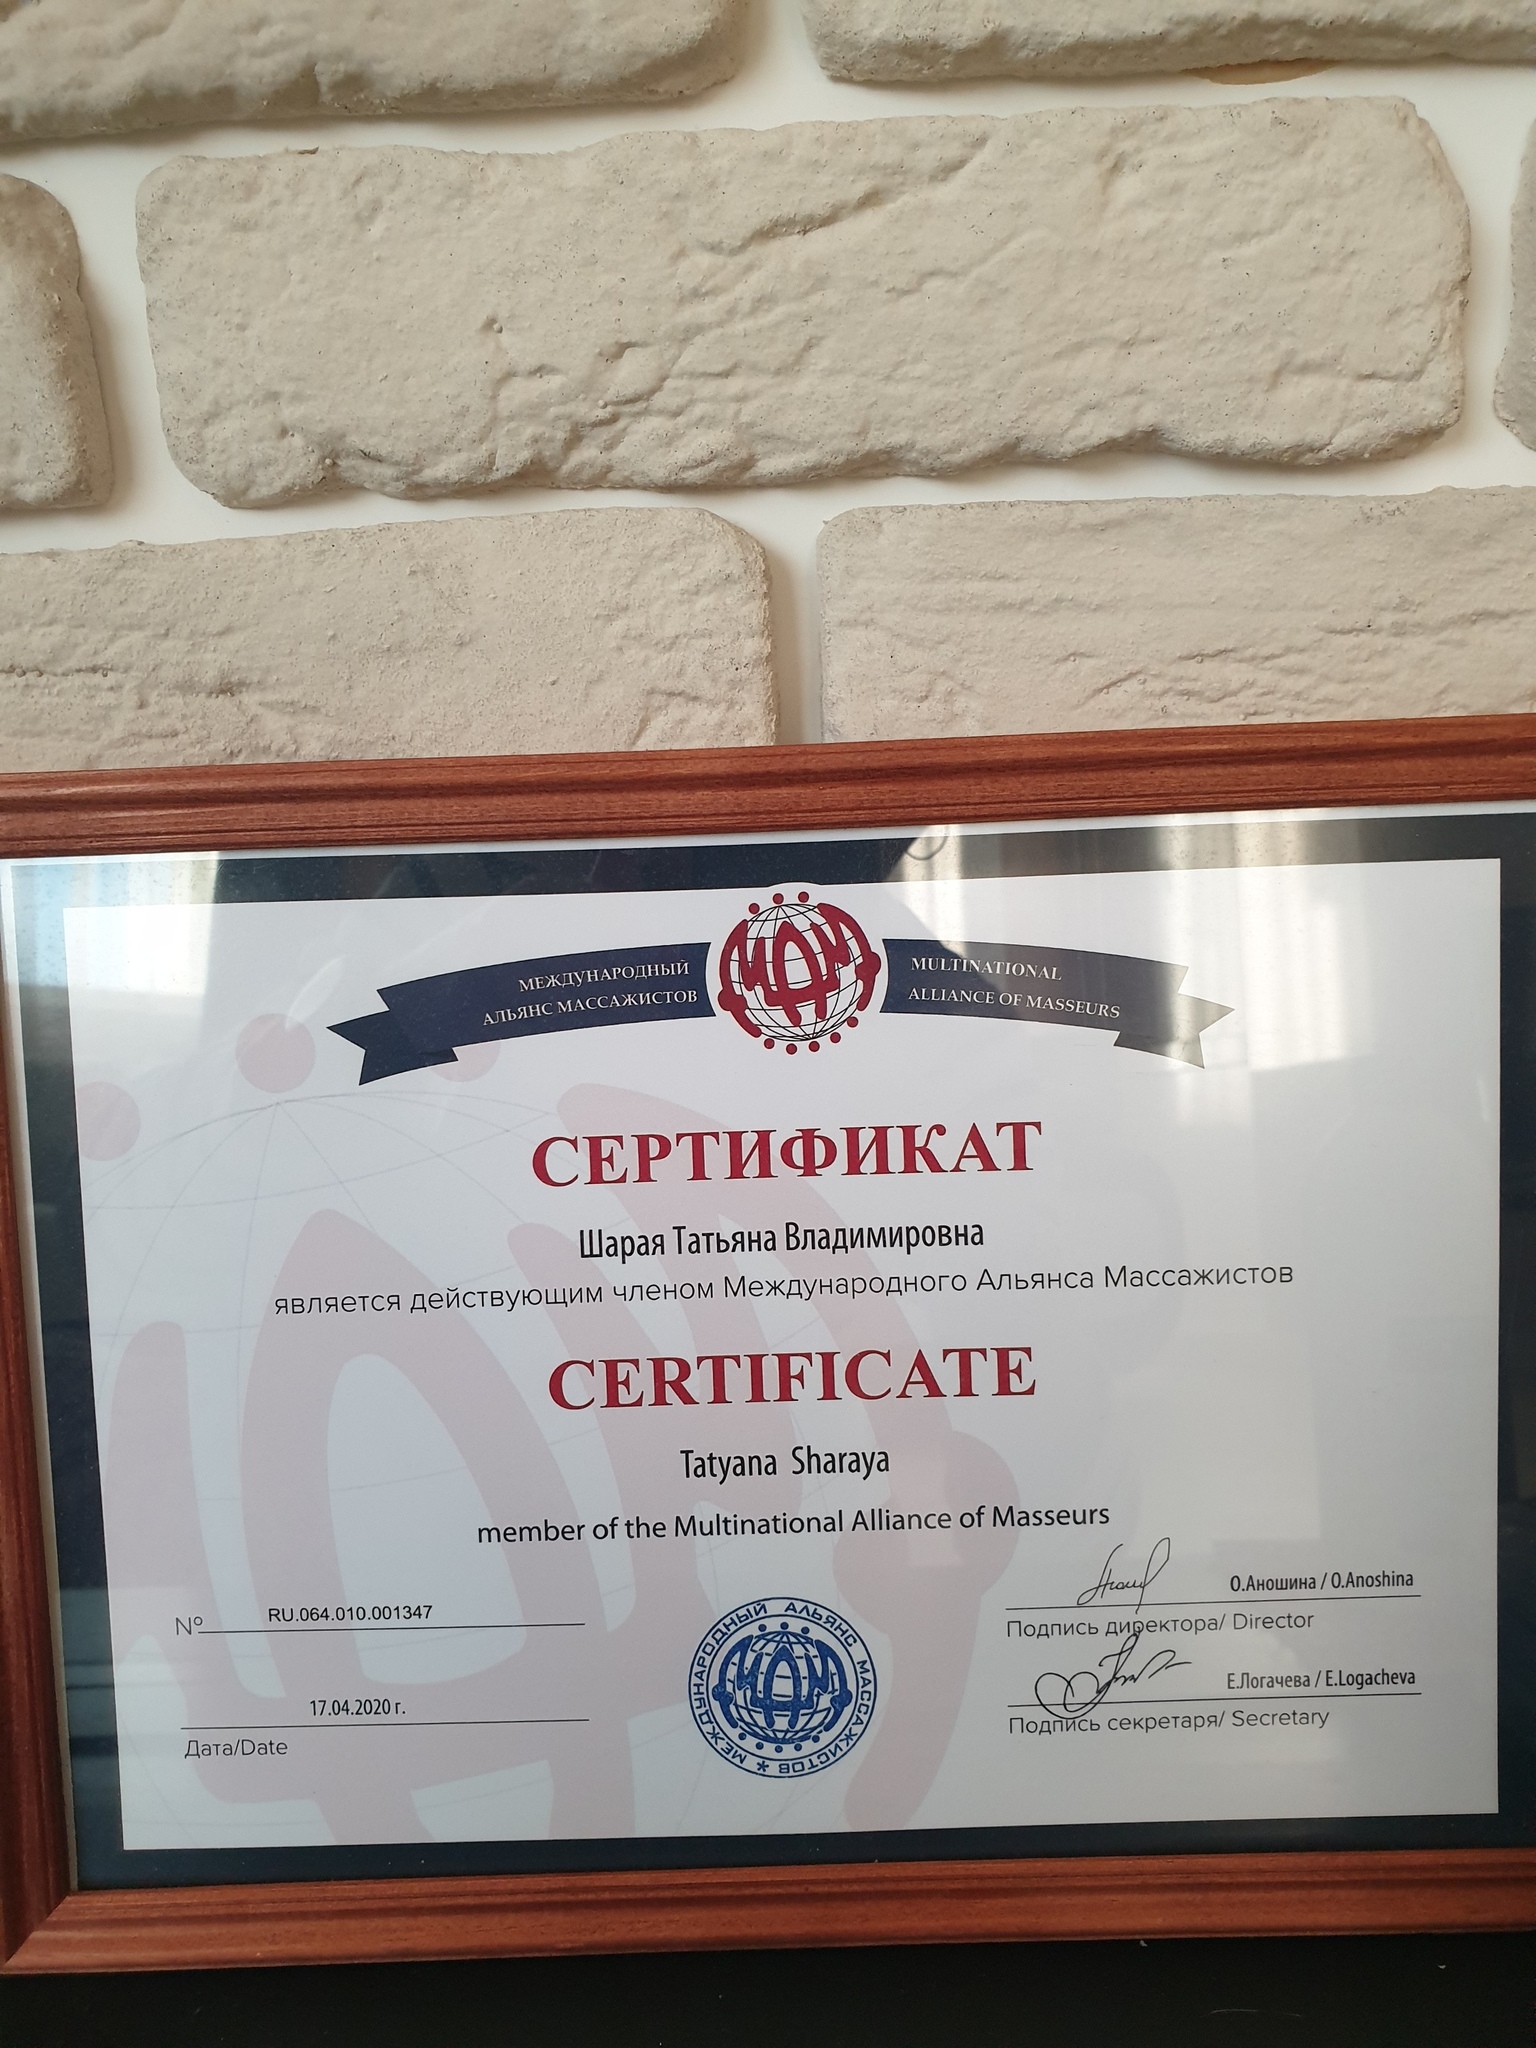 МЕЖДУНАРОДНЫЙ
АЛЬЯНС МАССАЖИСТОВ
МАМ
MULTINATIONAL
ALLIANCE OF MASSEURS
СЕРТИФИКАТ
Шарая Татьяна Владимировна
является действующим членом Международного Альянса Массажистов
CERTIFICATE
Tatyana Sharaya
member of the Multinational Alliance of Masseurs
№ RU.064.010.001347
17.04.2020 г.
Дата/Date
МЕЖДУНАРОДНЫЙ АЛЬЯНС МАССАЖИСТОВ *
МАМ
О.Аношина / O.Anoshina
Подпись директора/ Director
Е.Логачева / E.Logacheva
Подпись секретаря/ Secretary